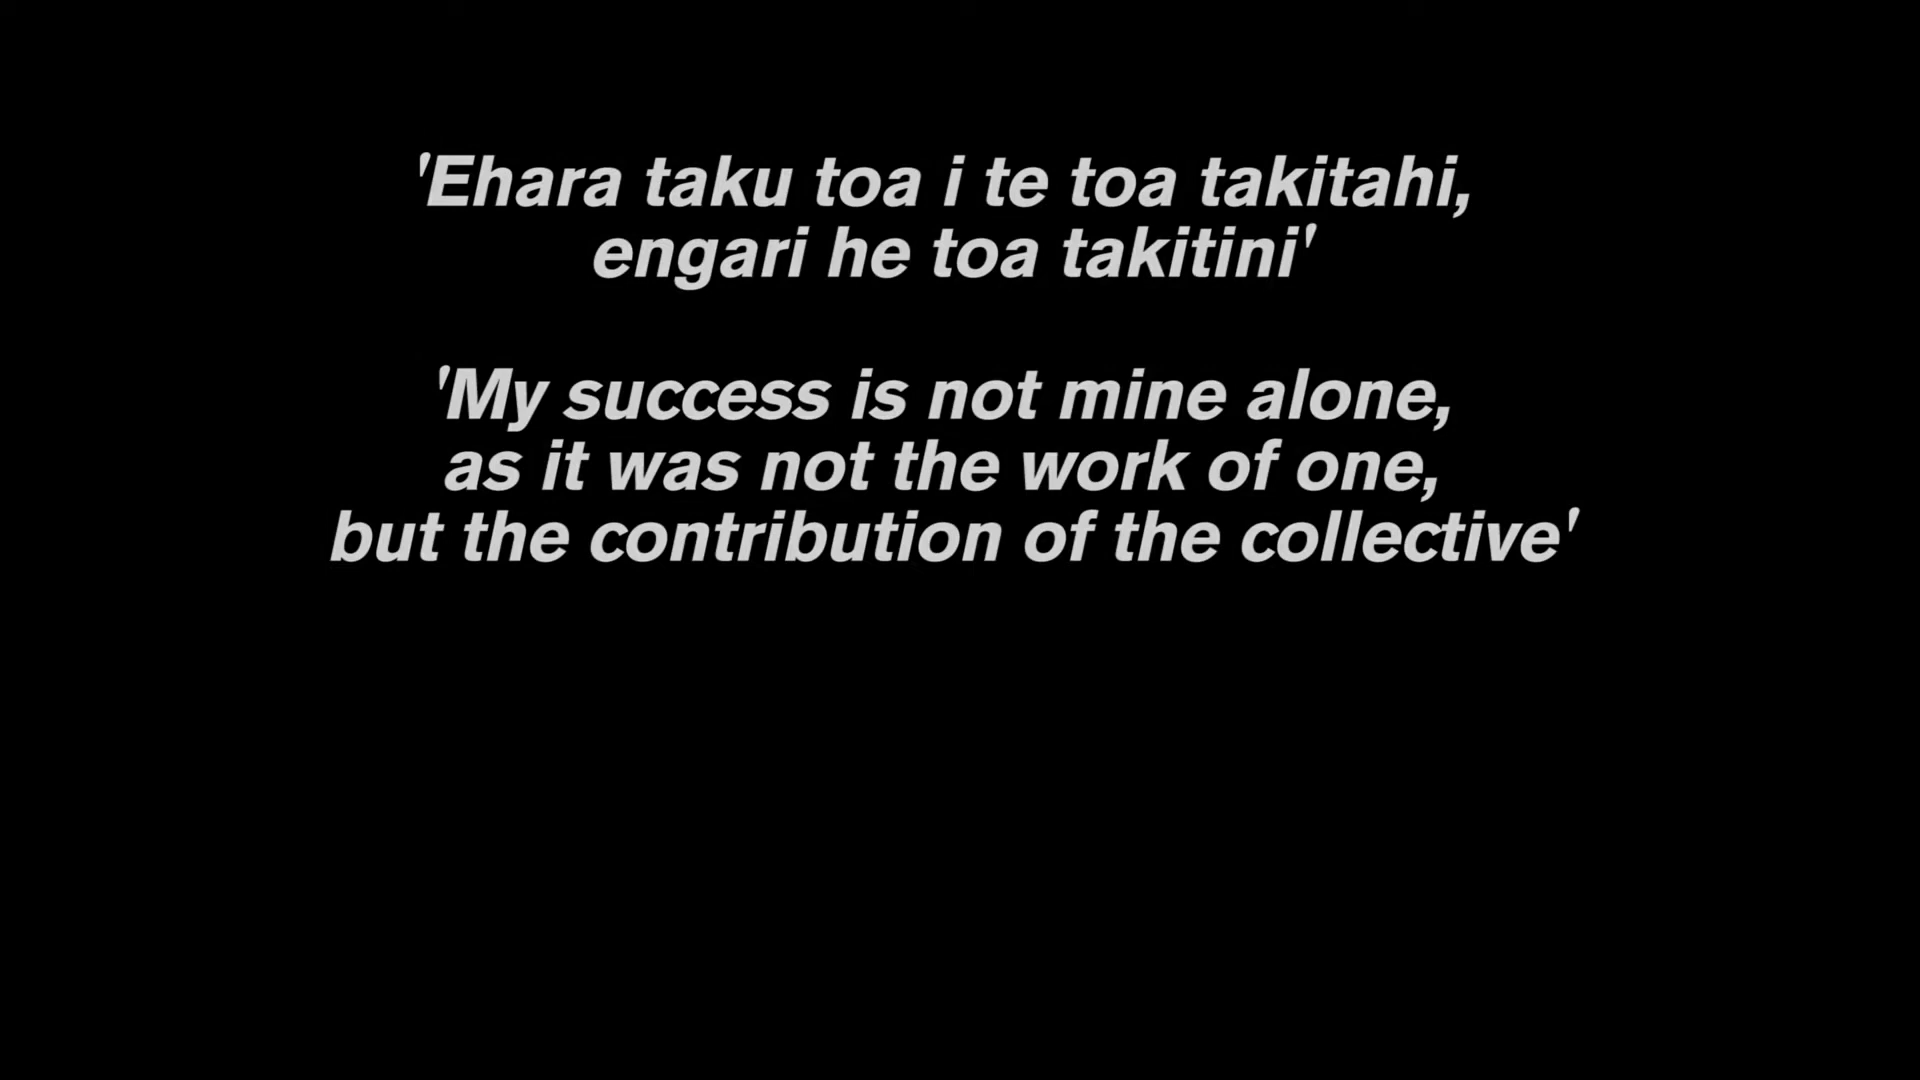 'Ehara taku toa i te toa takitahi,
engari he toa takitini'
'My success is not mine alone,
as it was not the work of one,
but the contribution of the collective'